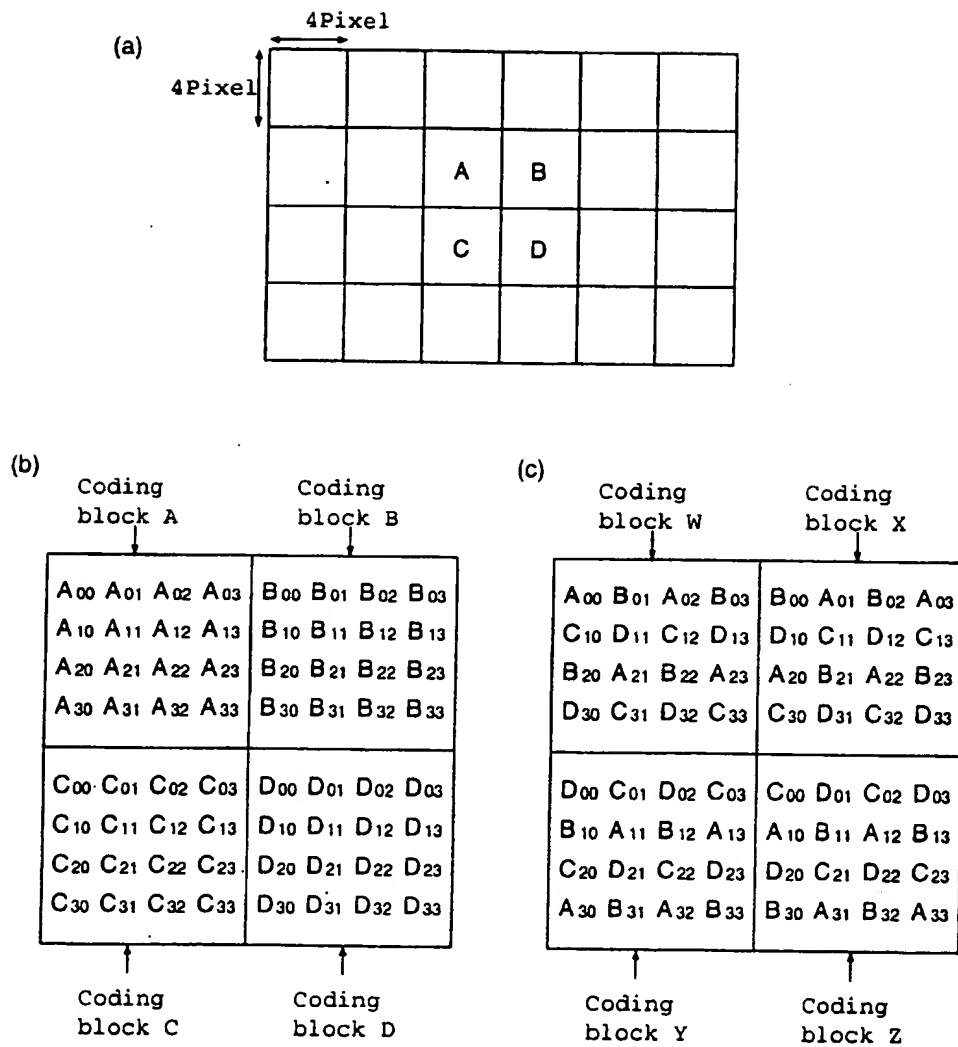 (a)
4Pixel
4Pixel
A B
C D
(b)
Coding block A
Coding block B
A00 A01 A02 A03 B00 B01 B02 B03
A10 A11 A12 A13 B10 B11 B12 B13
A20 A21 A22 A23 B20 B21 B22 B23
A30 A31 A32 A33 B30 B31 B32 B33
C00 C01 C02 C03 D00 D01 D02 D03
C10 C11 C12 C13 D10 D11 D12 D13
C20 C21 C22 C23 D20 D21 D22 D23
C30 C31 C32 C33 D30 D31 D32 D33
Coding block C
Coding block D
(c)
Coding block W
Coding block X
A00 B01 A02 B03 B00 A01 B02 A03
C10 D11 C12 D13 D10 C11 D12 C13
B20 A21 B22 A23 A20 B21 A22 B23
D30 C31 D32 C33 C30 D31 C32 D33
D00 C01 D02 C03 C00 D01 C02 D03
B10 A11 B12 A13 A10 B11 A12 B13
C20 D21 C22 D23 D20 C21 D22 C23
A30 B31 A32 B33 B30 A31 B32 A33
Coding block Y
Coding block Z